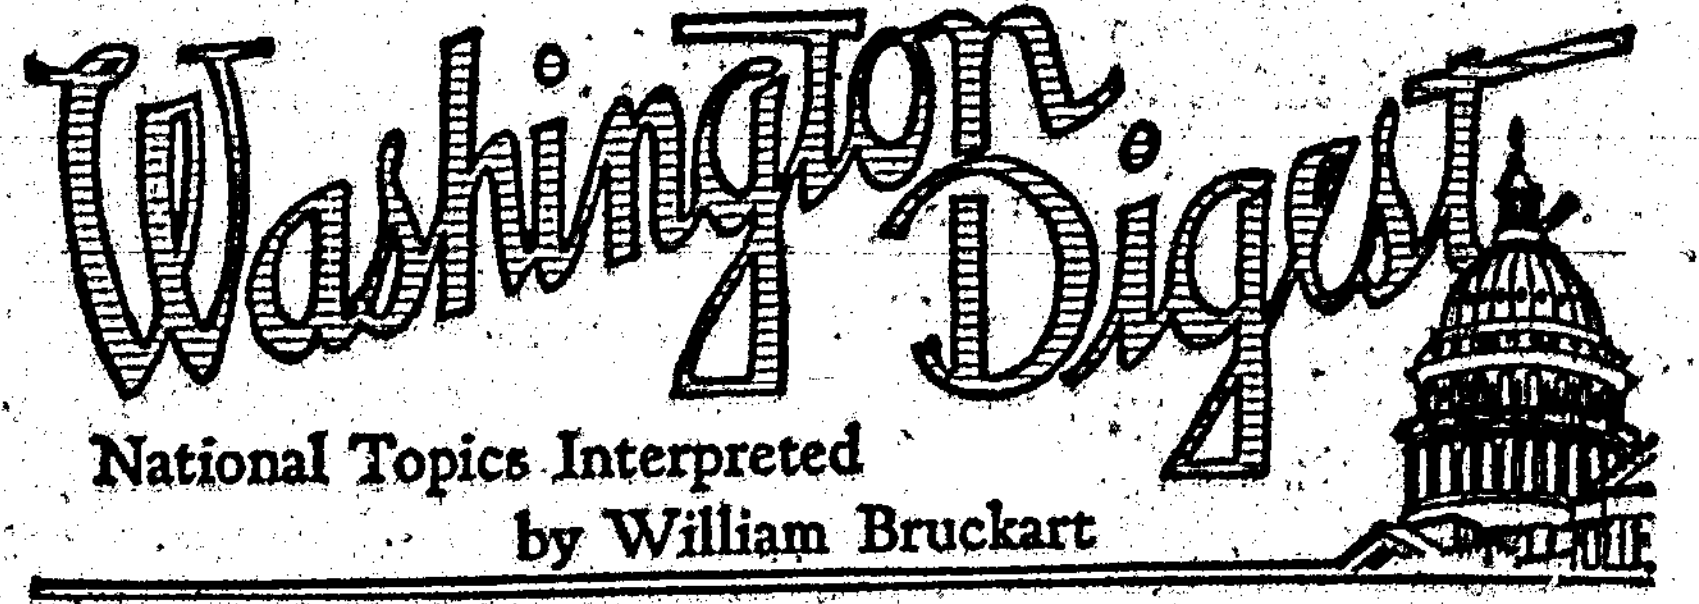 Washington Digest
National Topics Interpreted
by William Bruckart